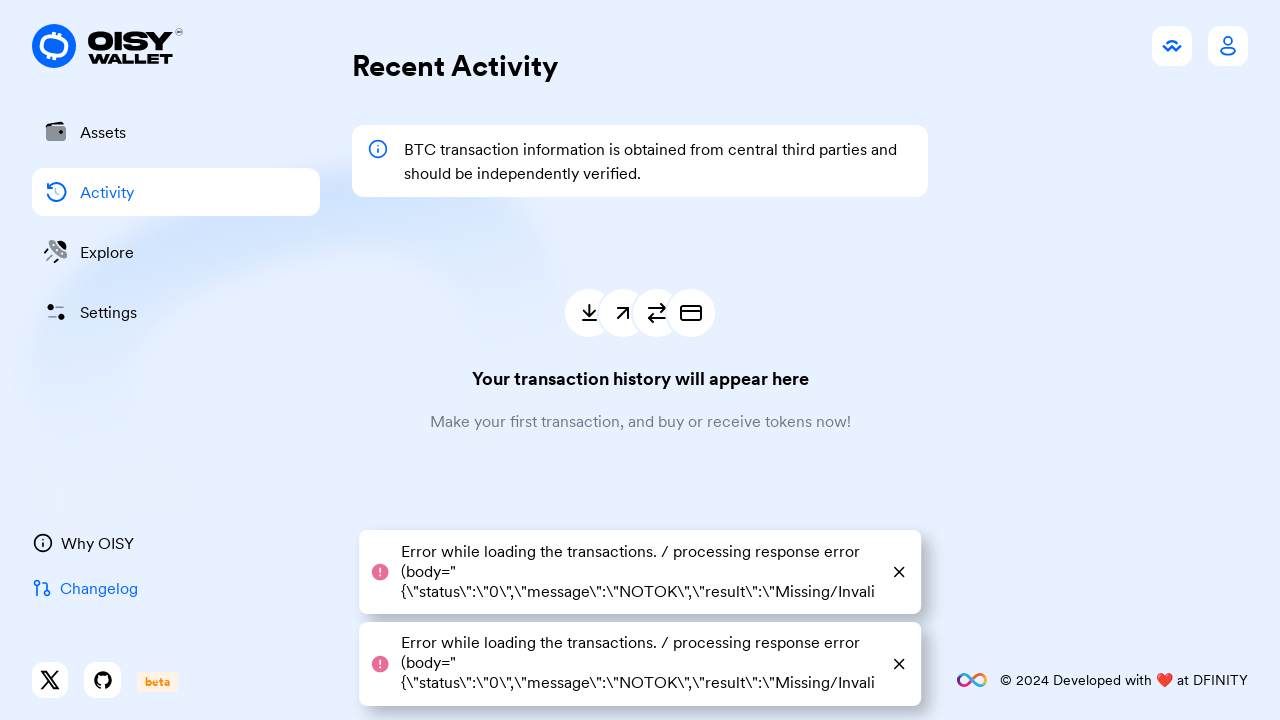 OISY
WALLET
Recent Activity
Assets
Activity
Explore
Settings
BTC transaction information is obtained from central third parties and
should be independently verified.
Your transaction history will appear here
Make your first transaction, and buy or receive tokens now!
Why OISY
Changelog
beta
Error while loading the transactions. / processing response error
(body="
{\"status\":\"0\",\"message\":\"NOTOK\",\"result\":\"Missing/Invali
Error while loading the transactions. / processing response error
(body="
{\"status\":\"0\",\"message\":\"NOTOK\",\"result\":\"Missing/Invali
© 2024 Developed with ❤️ at DFINITY